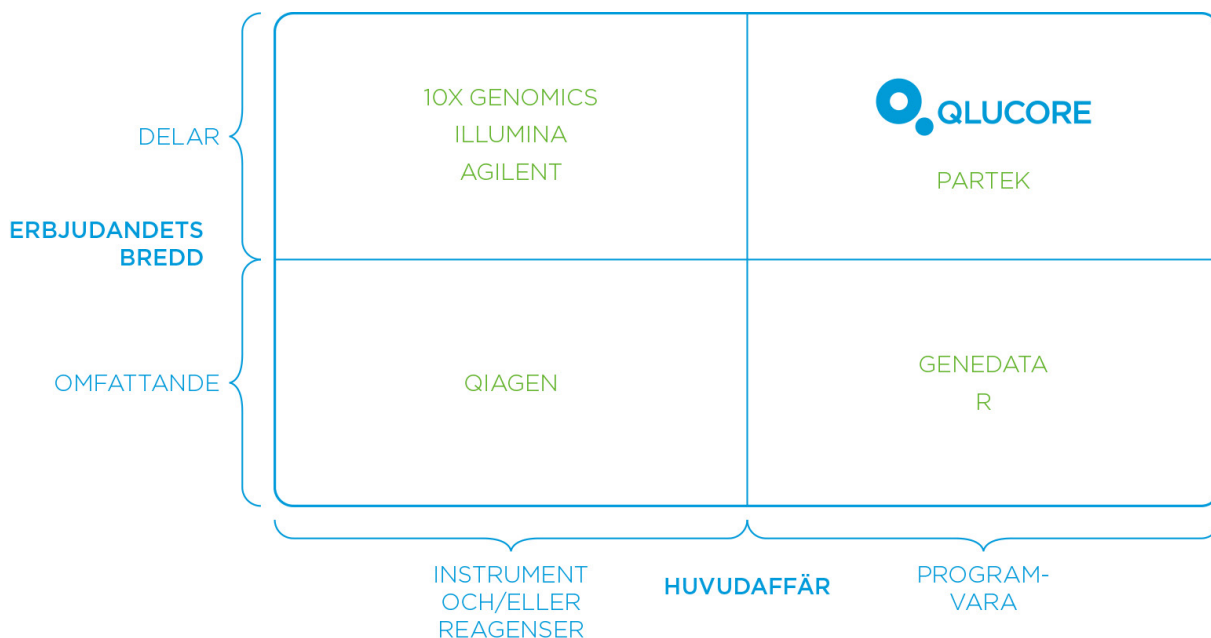 10X GENOMICS
ILLUMINA
AGILENT
QLUCORE
PARTEK
DELAR
ERBJUDANDETS
BREDD
OMFATTANDE
QIAGEN
GENEDATA
R
INSTRUMENT
OCH/ELLER
REAGENSER
HUVUDAFFÄR
PROGRAM-
VARA